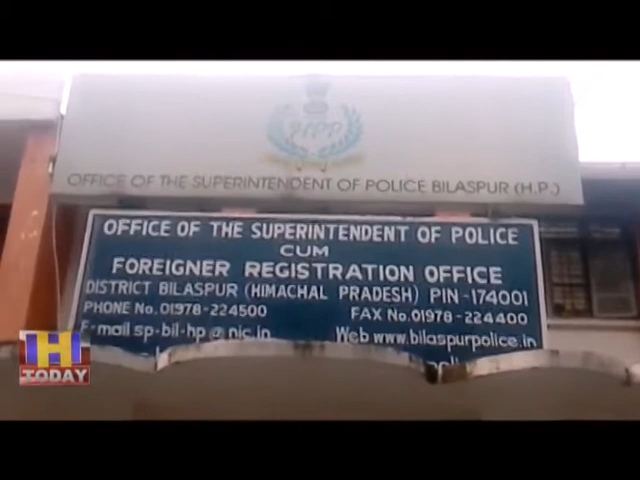 OFFICE OF THE SUPERINTENDENT OF POLICE BILASPUR (H.P.)
OFFICE OF THE SUPERINTENDENT OF POLICE
CUM
FOREIGNER REGISTRATION OFFICE
DISTRICT BILASPUR (HIMACHAL PRADESH) PIN-174001
PHONE No.01978-224500 FAX No.01978-224400
E-mail sp-bil-hp@nic.in WEB www.bilaspurpolice.in
H
TODAY